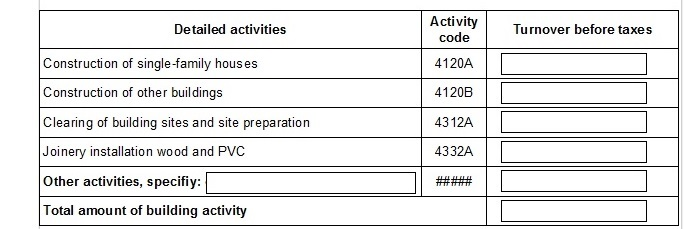 Detailed activities Activity code Turnover before taxes
Construction of single-family houses 4120A
Construction of other buildings 4120B
Clearing of building sites and site preparation 4312A
Joinery installation wood and PVC 4332A
Other activities, specifiy: #####
Total amount of building activity